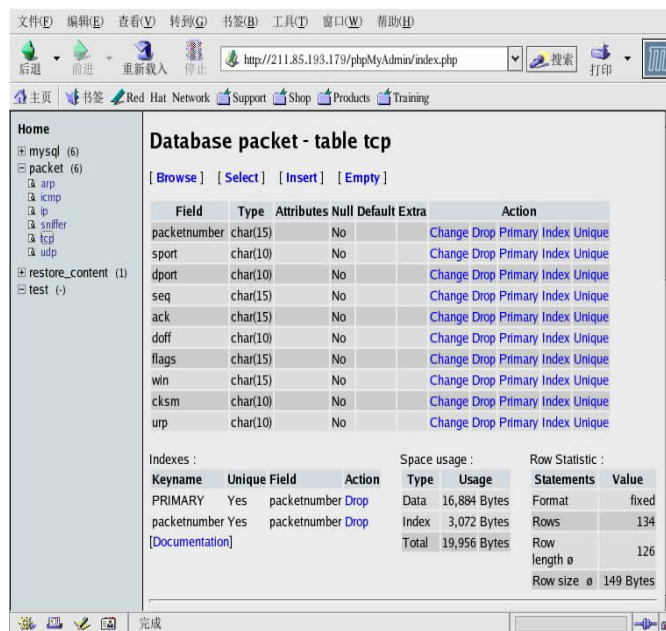 文件(F) 编辑(E) 查看(V) 转到(G) 书签(B) 工具(T) 窗口(W) 帮助(H)
后退 前进 重新载入 停止 http://211.85.193.179/phpMyAdmin/index.php 搜索 打印
主页 书签 Red Hat Network Support Shop Products Training
Home
mysql (6)
packet (6)
arp
icmp
ip
sniffer
tcp
udp
restore_content (1)
test (-)
Database packet - table tcp
[ Browse ] [ Select ] [ Insert ] [ Empty ]
Field Type Attributes Null Default Extra Action
packetnumber char(15) No Change Drop Primary Index Unique
sport char(10) No Change Drop Primary Index Unique
dport char(10) No Change Drop Primary Index Unique
seq char(15) No Change Drop Primary Index Unique
ack char(15) No Change Drop Primary Index Unique
doff char(10) No Change Drop Primary Index Unique
flags char(15) No Change Drop Primary Index Unique
win char(15) No Change Drop Primary Index Unique
cksm char(10) No Change Drop Primary Index Unique
urp char(10) No Change Drop Primary Index Unique
Indexes :
Keyname Unique Field Action
PRIMARY Yes packetnumber Drop
packetnumber Yes packetnumber Drop
[Documentation]
Space usage :
Type Usage
Data 16,884 Bytes
Index 3,072 Bytes
Total 19,956 Bytes
Row Statistic :
Statements Value
Format fixed
Rows 134
Row length ø 126
Row size ø 149 Bytes
完成